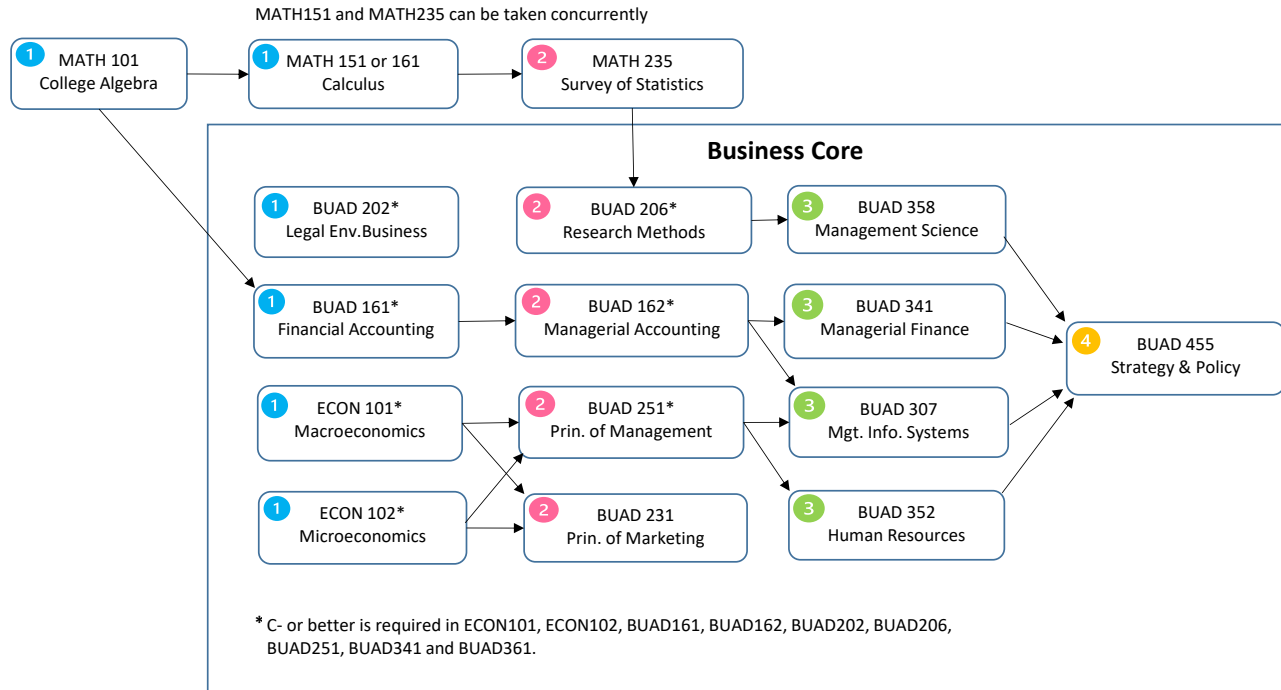 MATH151 and MATH235 can be taken concurrently
1
MATH 101
College Algebra
1
MATH 151 or 161
Calculus
2
MATH 235
Survey of Statistics
Business Core
1
BUAD 202*
Legal Env.Business
2
BUAD 206*
Research Methods
3
BUAD 358
Management Science
1
BUAD 161*
Financial Accounting
2
BUAD 162*
Managerial Accounting
3
BUAD 341
Managerial Finance
4
BUAD 455
Strategy & Policy
1
ECON 101*
Macroeconomics
2
BUAD 251*
Prin. of Management
3
BUAD 307
Mgt. Info. Systems
1
ECON 102*
Microeconomics
2
BUAD 231
Prin. of Marketing
3
BUAD 352
Human Resources
* C- or better is required in ECON101, ECON102, BUAD161, BUAD162, BUAD202, BUAD206,
BUAD251, BUAD341 and BUAD361.